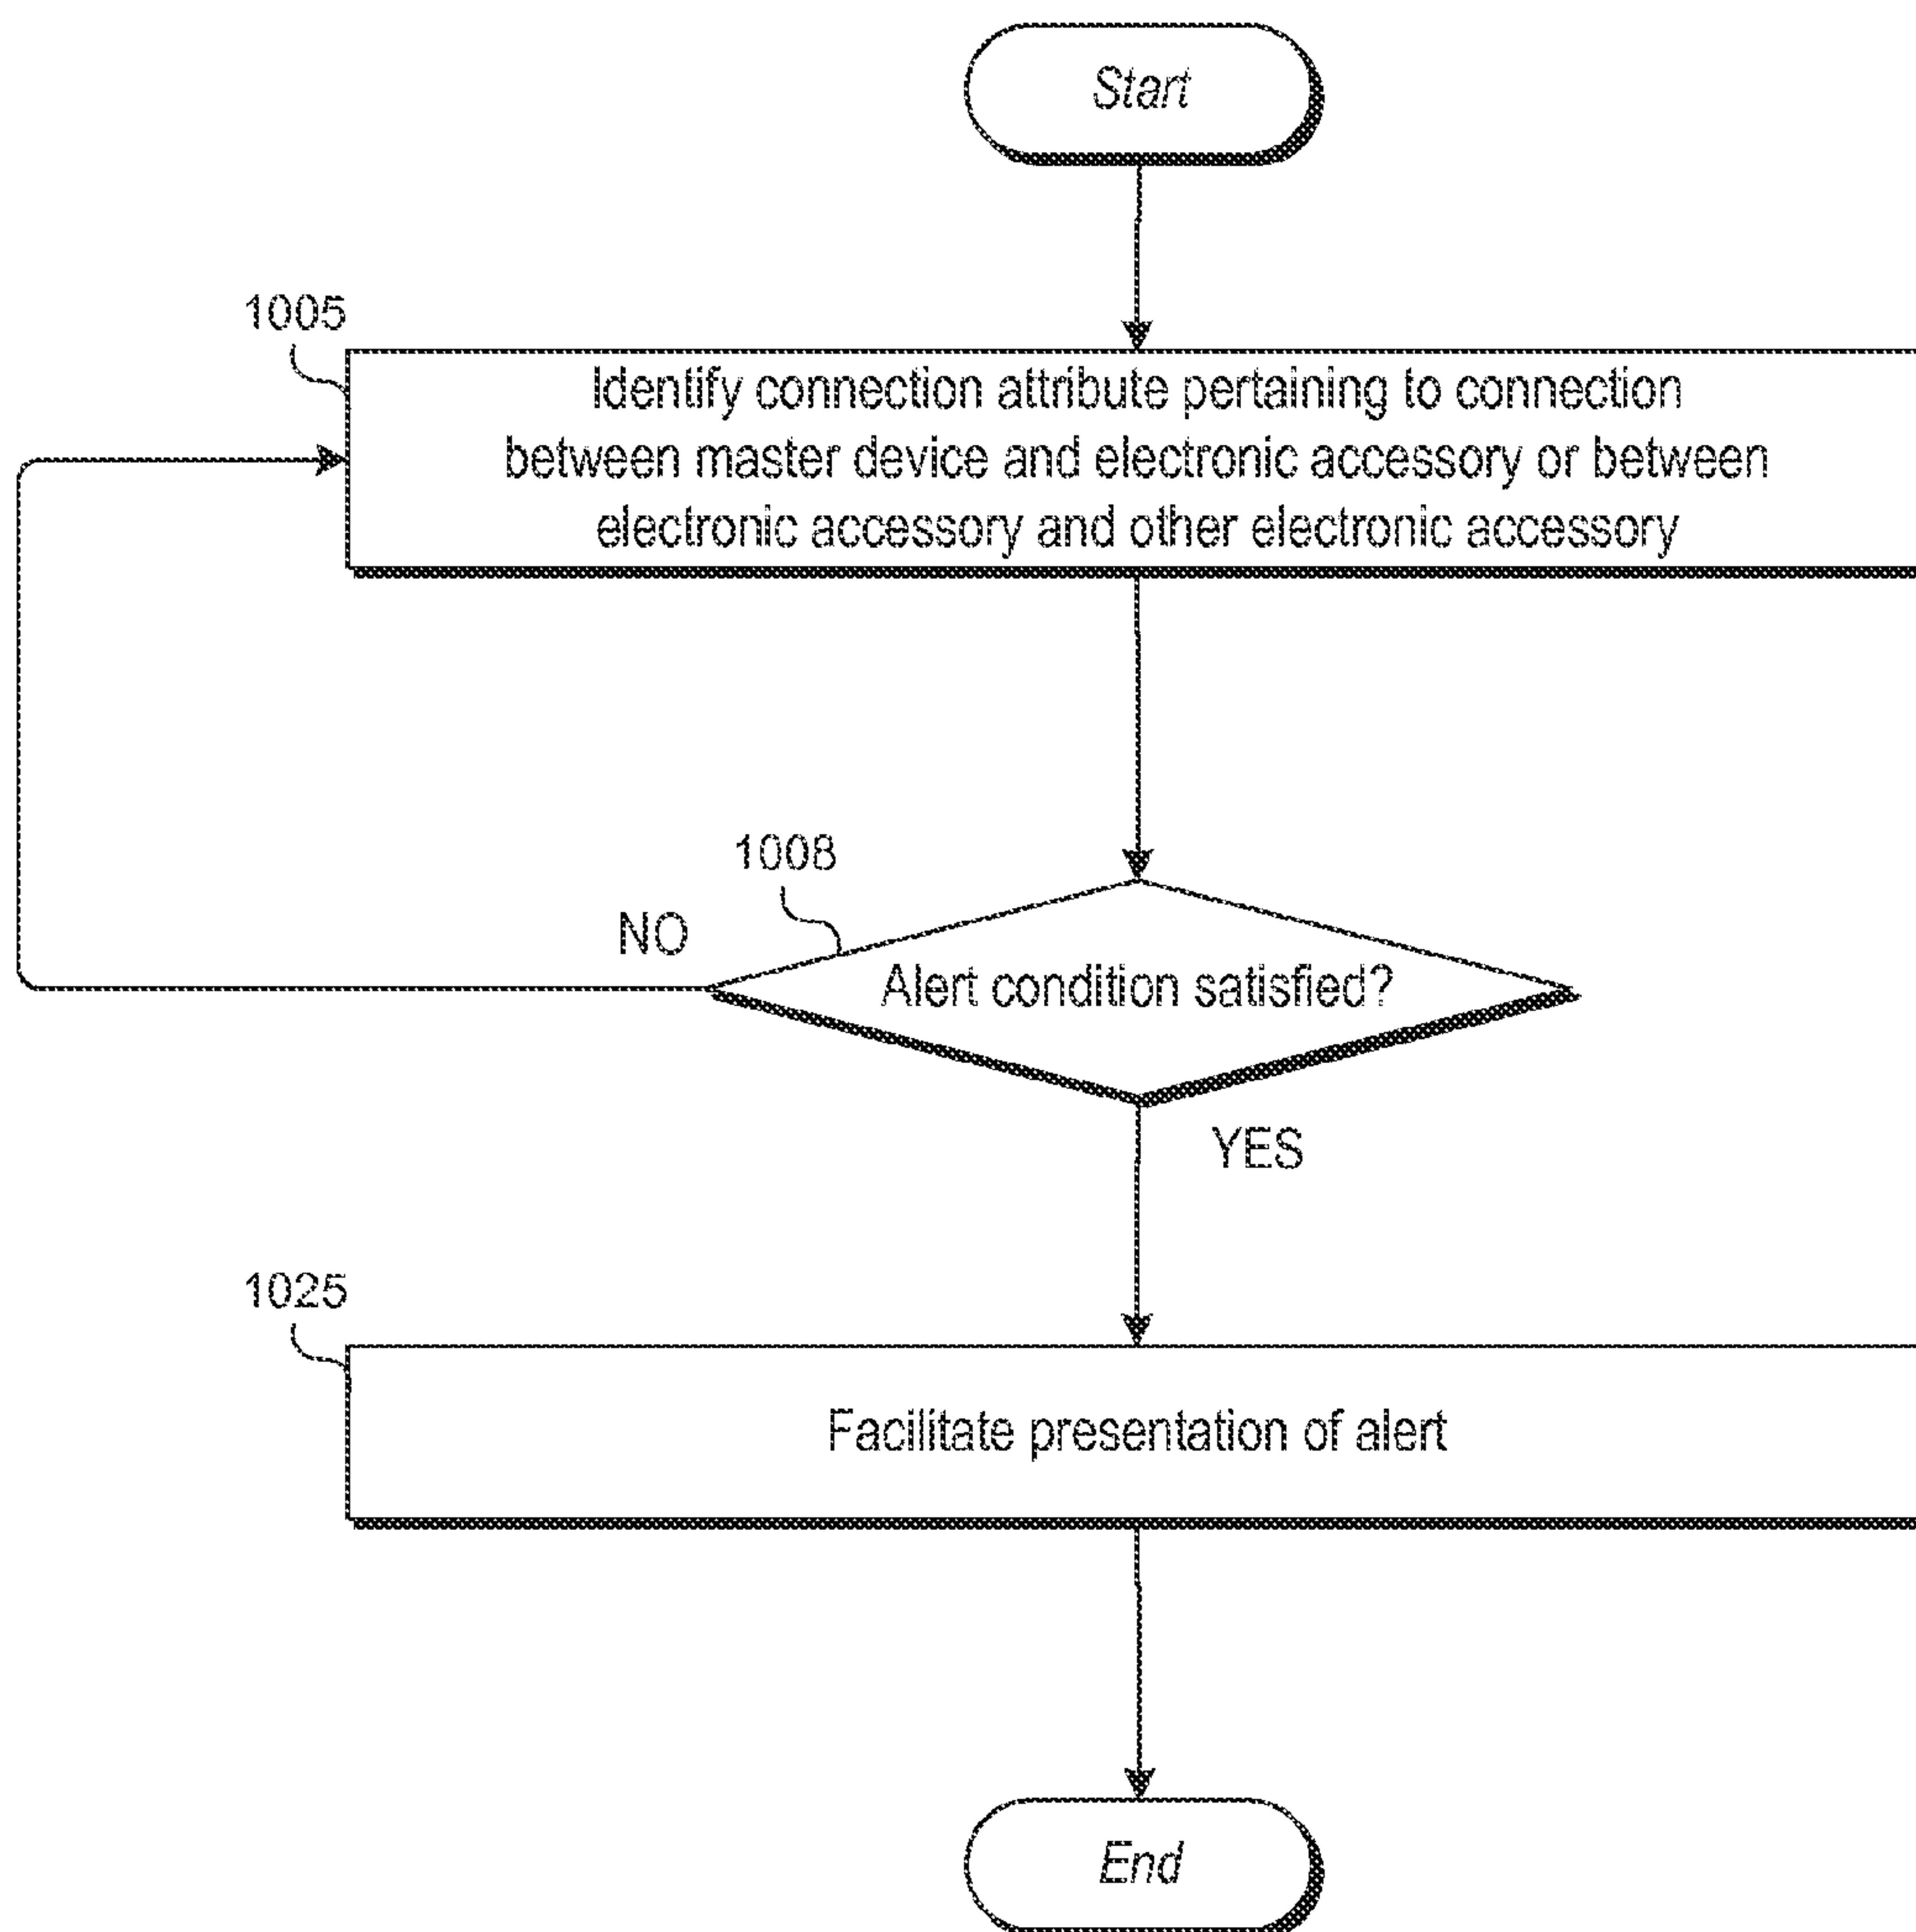 Start
1005
Identify connection attribute pertaining to connection
between master device and electronic accessory or between
electronic accessory and other electronic accessory
1008
NO
Alert condition satisfied?
YES
1025
Facilitate presentation of alert
End